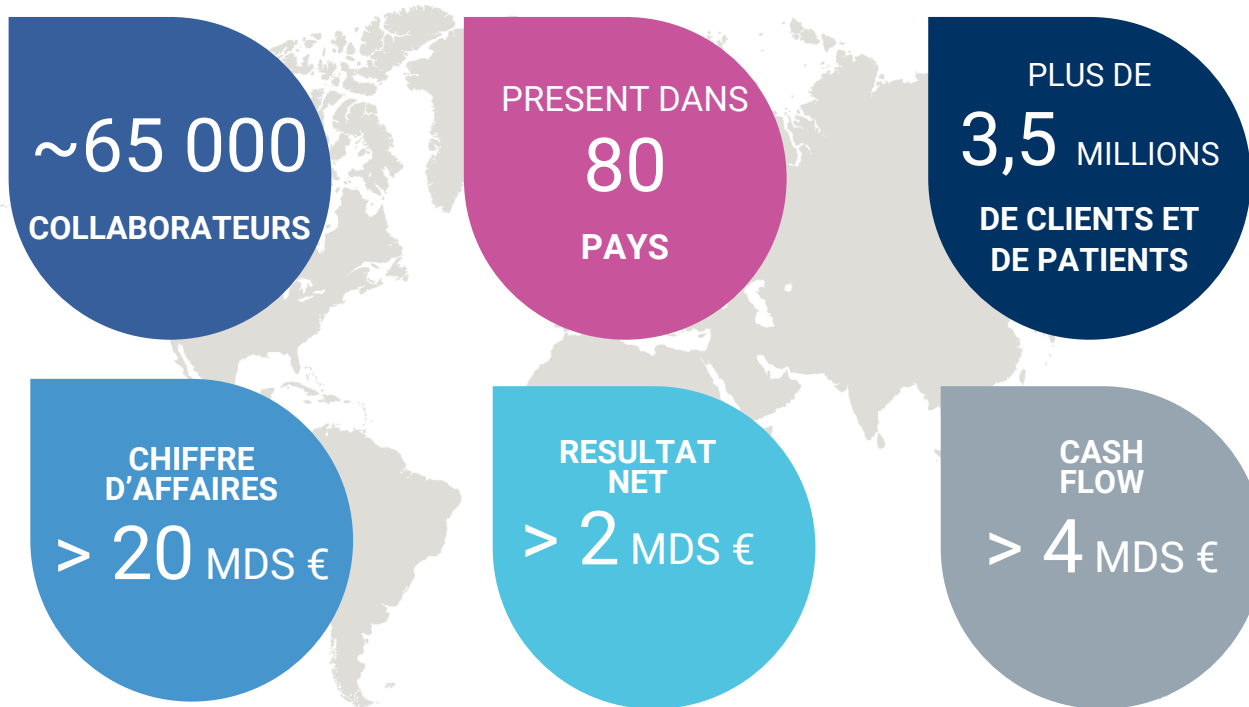 ~65 000
COLLABORATEURS
PRESENT DANS
80
PAYS
PLUS DE
3,5 MILLIONS
DE CLIENTS ET
DE PATIENTS
CHIFFRE
D’AFFAIRES
> 20 MDS €
RESULTAT
NET
> 2 MDS €
CASH
FLOW
> 4 MDS €